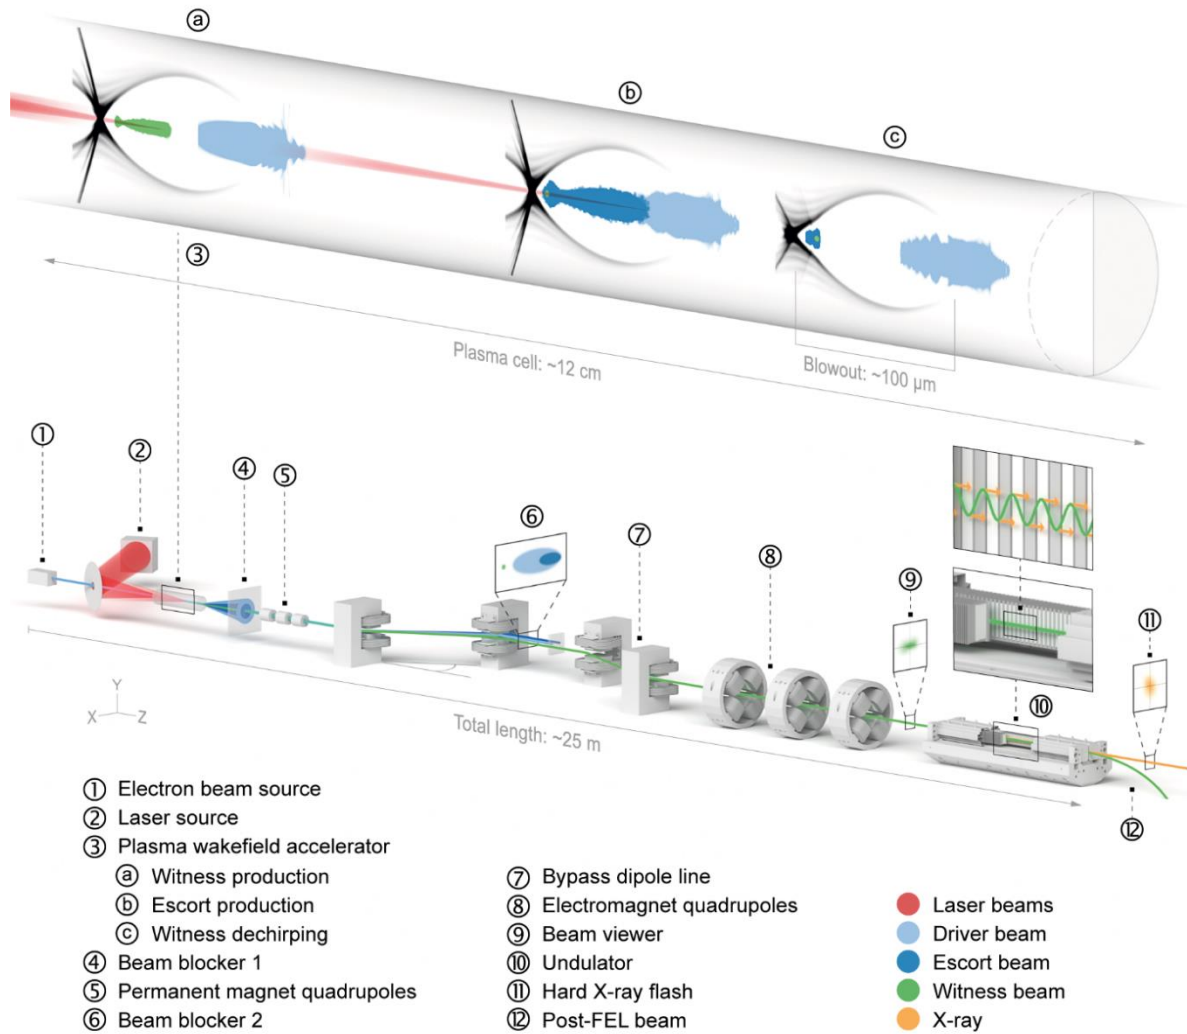 ⓐ
ⓑ
ⓒ
③
Plasma cell: ~12 cm
Blowout: ~100 µm
①
②
④
⑤
⑥
⑦
⑧
⑨
⑩
⑪
⑫
Y
X
Z
Total length: ~25 m
① Electron beam source
② Laser source
③ Plasma wakefield accelerator
ⓐ Witness production
ⓑ Escort production
ⓒ Witness dechirping
④ Beam blocker 1
⑤ Permanent magnet quadrupoles
⑥ Beam blocker 2
⑦ Bypass dipole line
⑧ Electromagnet quadrupoles
⑨ Beam viewer
⑩ Undulator
⑪ Hard X-ray flash
⑫ Post-FEL beam
Laser beams
Driver beam
Escort beam
Witness beam
X-ray